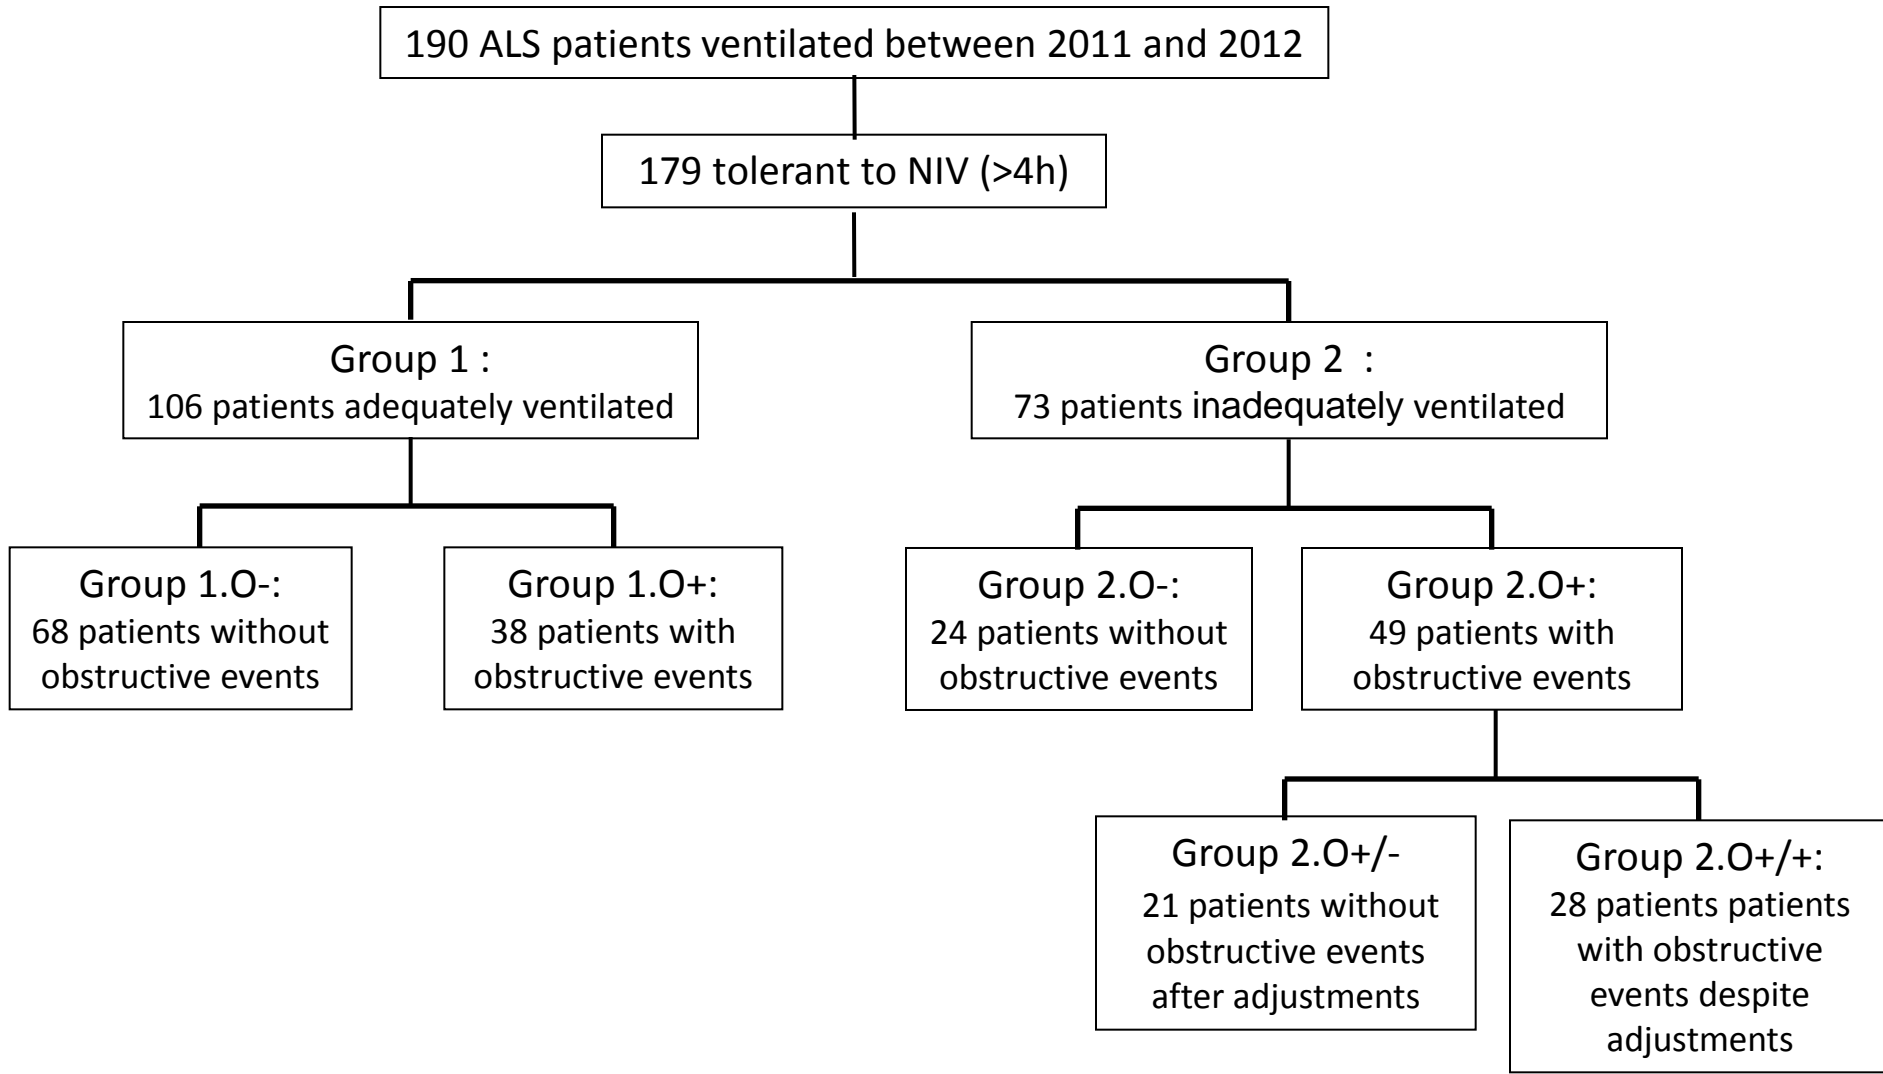 190 ALS patients ventilated between 2011 and 2012
179 tolerant to NIV (>4h)
Group 1 :
106 patients adequately ventilated
Group 2  :
73 patients inadequately ventilated
Group 1.O-:
68 patients without
obstructive events
Group 1.O+:
38 patients with
obstructive events
Group 2.O-:
24 patients without
obstructive events
Group 2.O+:
49 patients with
obstructive events
Group 2.O+/-
21 patients without
obstructive events
after adjustments
Group 2.O+/+:
28 patients patients
with obstructive
events despite
adjustments